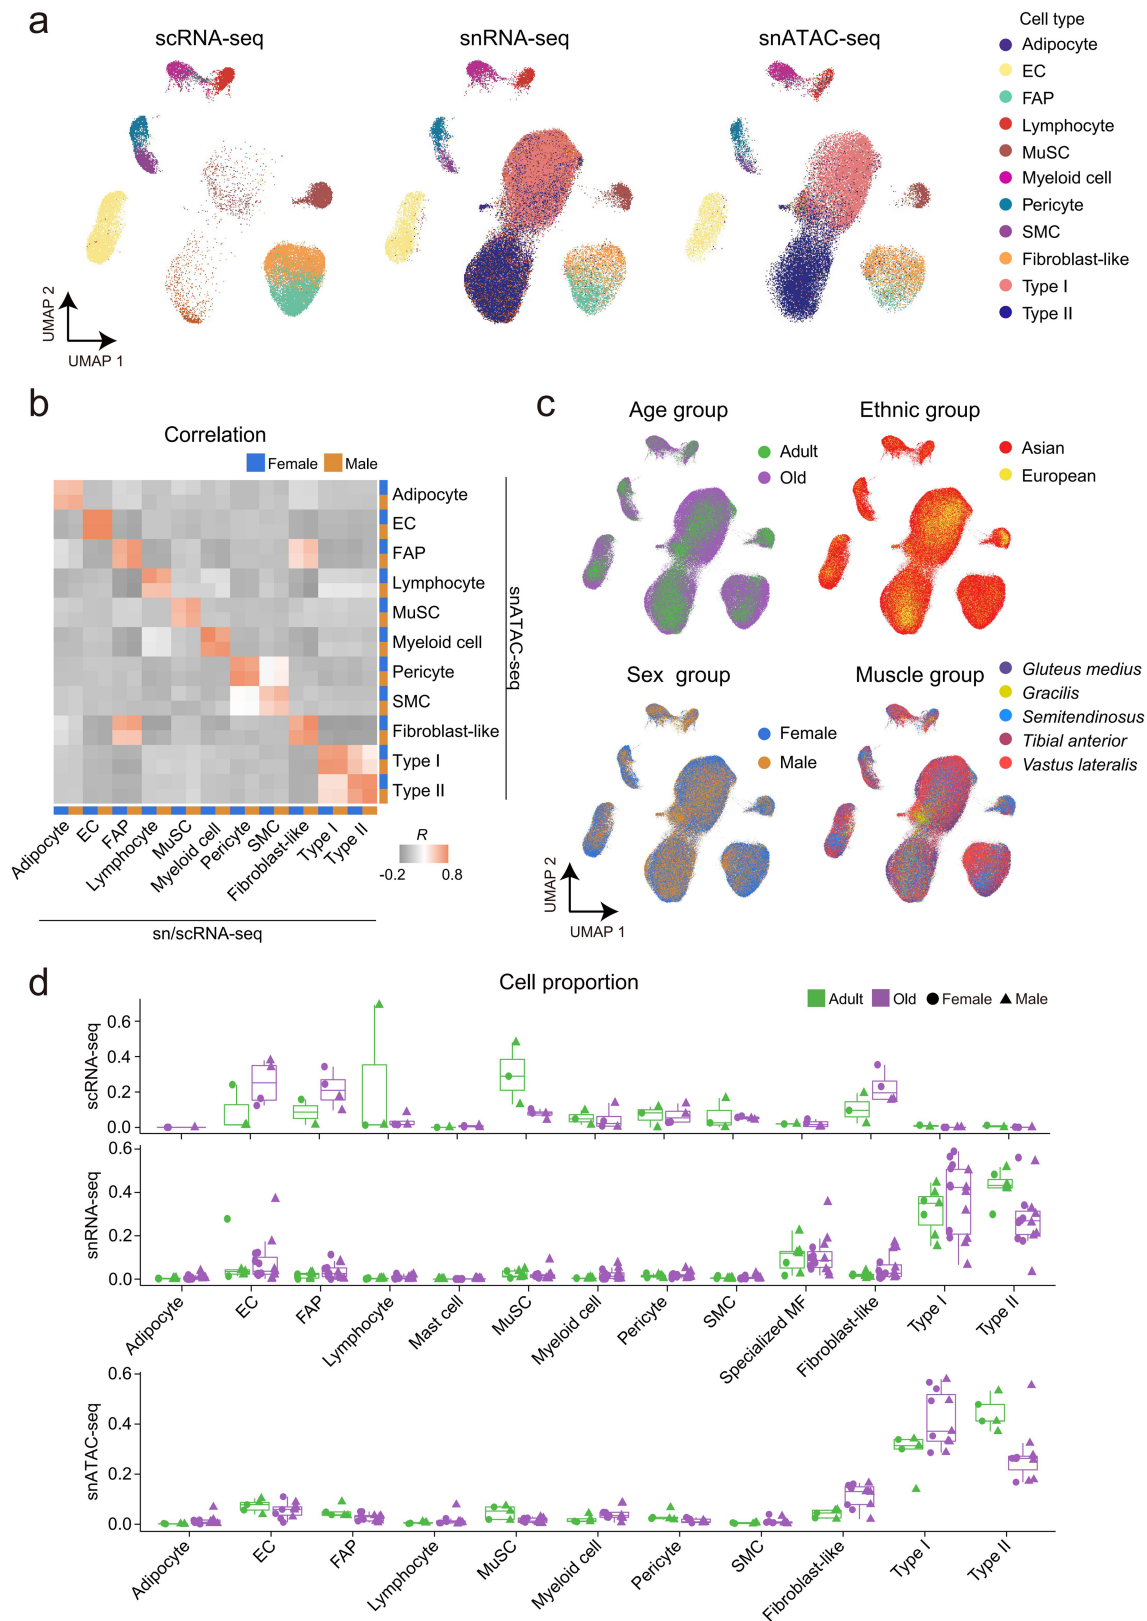 a
scRNA-seq
snRNA-seq
snATAC-seq
Cell type
Adipocyte
EC
FAP
Lymphocyte
MuSC
Myeloid cell
Pericyte
SMC
Fibroblast-like
Type I
Type II
UMAP 2
UMAP 1
b
Correlation
Female
Male
Adipocyte
EC
FAP
Lymphocyte
MuSC
Myeloid cell
Pericyte
SMC
Fibroblast-like
Type I
Type II
snATAC-seq
Adipocyte
EC
FAP
Lymphocyte
MuSC
Myeloid cell
Pericyte
SMC
Fibroblast-like
Type I
Type II
R
-0.2 0.8
sn/scRNA-seq
c
Age group
Adult
Old
Ethnic group
Asian
European
Sex group
Female
Male
Muscle group
Gluteus medius
Gracilis
Semitendinosus
Tibial anterior
Vastus lateralis
UMAP 2
UMAP 1
d
Cell proportion
Adult Old Female Male
scRNA-seq
0.6
0.4
0.2
0.0
snRNA-seq
0.6
0.4
0.2
0.0
Adipocyte
EC
FAP
Lymphocyte
Mast cell
MuSC
Myeloid cell
Pericyte
SMC
Specialized MF
Fibroblast-like
Type I
Type II
snATAC-seq
0.6
0.4
0.2
0.0
Adipocyte
EC
FAP
Lymphocyte
MuSC
Myeloid cell
Pericyte
SMC
Fibroblast-like
Type I
Type II